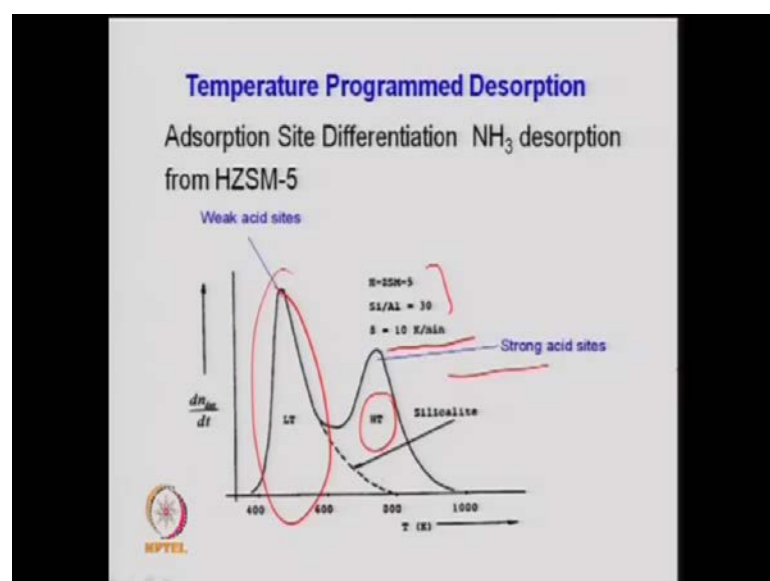 Temperature Programmed Desorption
Adsorption Site Differentiation NH3 desorption
from HZSM-5
Weak acid sites
H-ZSM-5
Si/Al = 30
8 = 10 K/min
Strong acid sites
dn
dt
LT
HT
Silicalite
400 600 800 1000
T (K)
NPTEL